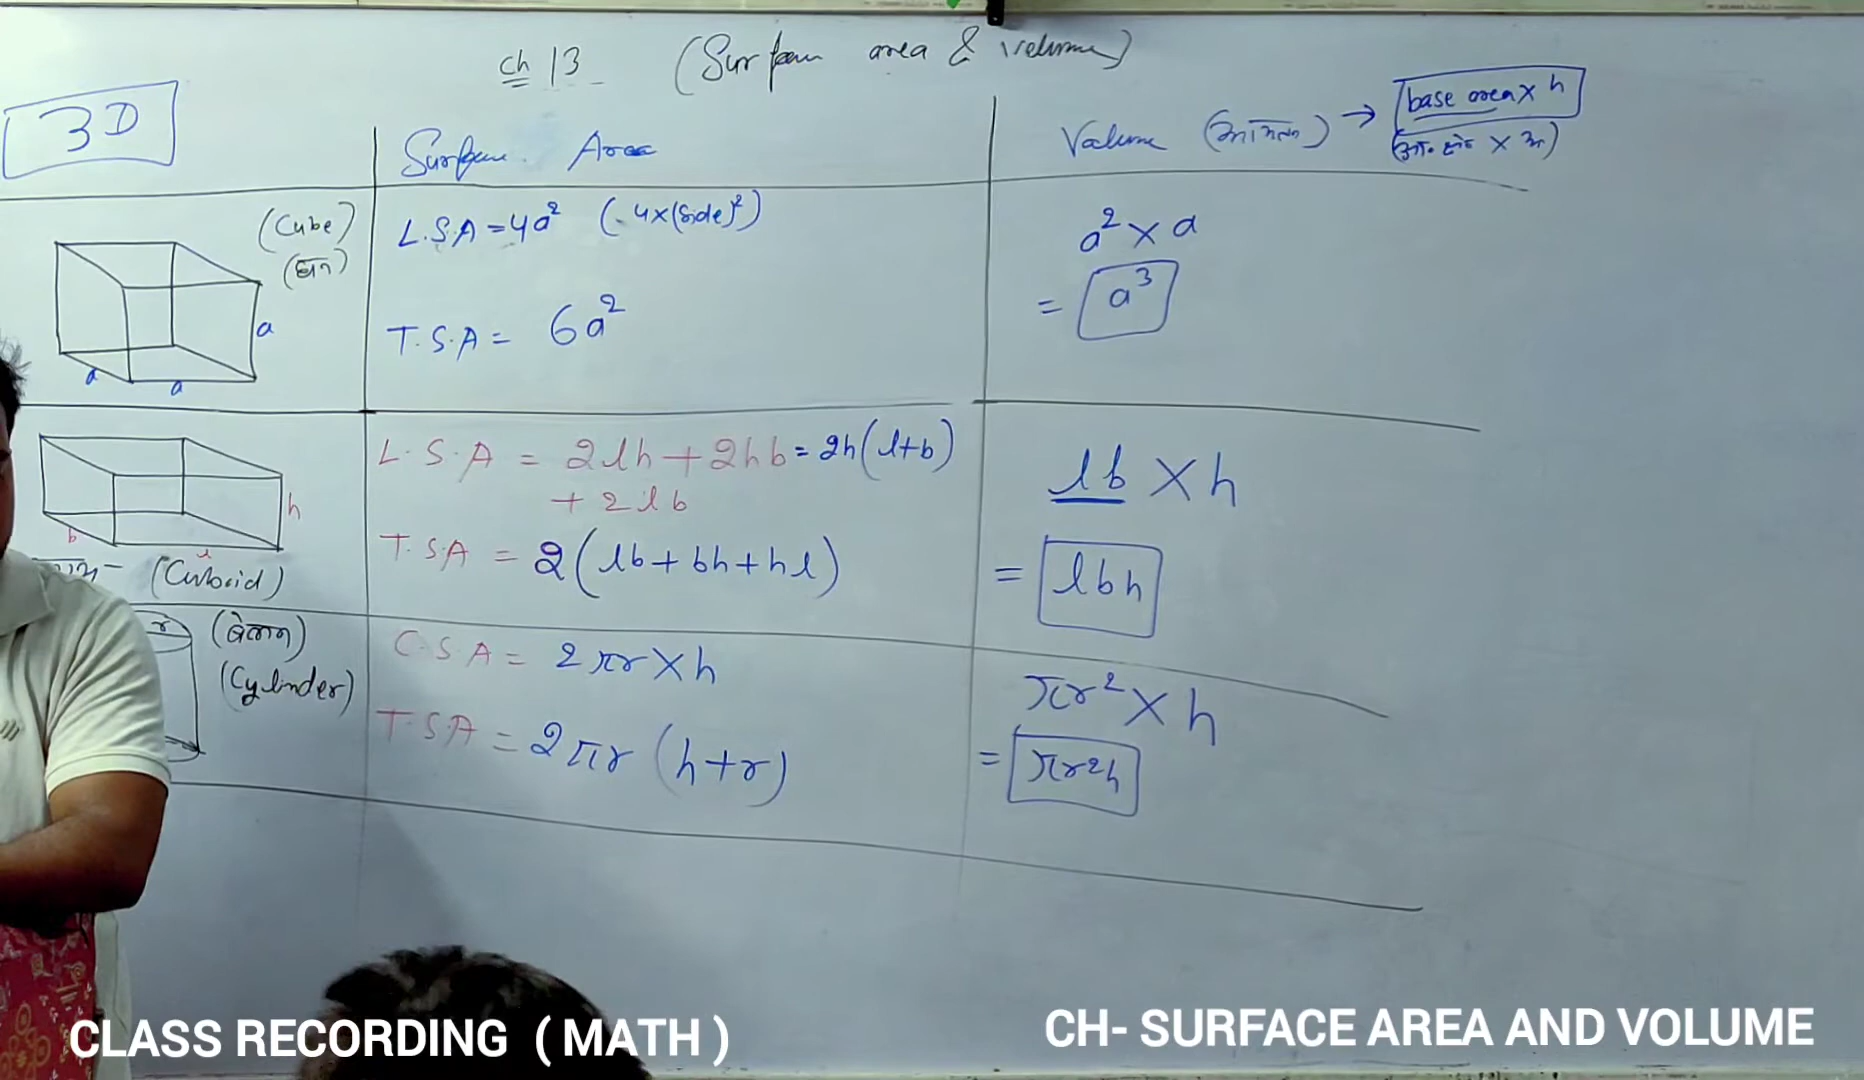 ch 13 (Surface area & Volume)
3D
Surface Area
Volume (आयतन) → base area x h
(आ. क्षे० x ऊ)
(Cube)
(घन)
a
a
a
L.S.A = 4a² (4x(side)²)
T.S.A = 6a²
a² x a
= a³
h
b
l
(Cuboid)
L.S.A = 2lh + 2hb = 2h(l+b)
+ 2lb
T.S.A = 2(lb + bh + hl)
lb x h
= lbh
r
(बेलन)
(Cylinder)
C.S.A = 2πr x h
T.S.A = 2πr (h+r)
πr² x h
= πr²h
CLASS RECORDING ( MATH )
CH- SURFACE AREA AND VOLUME